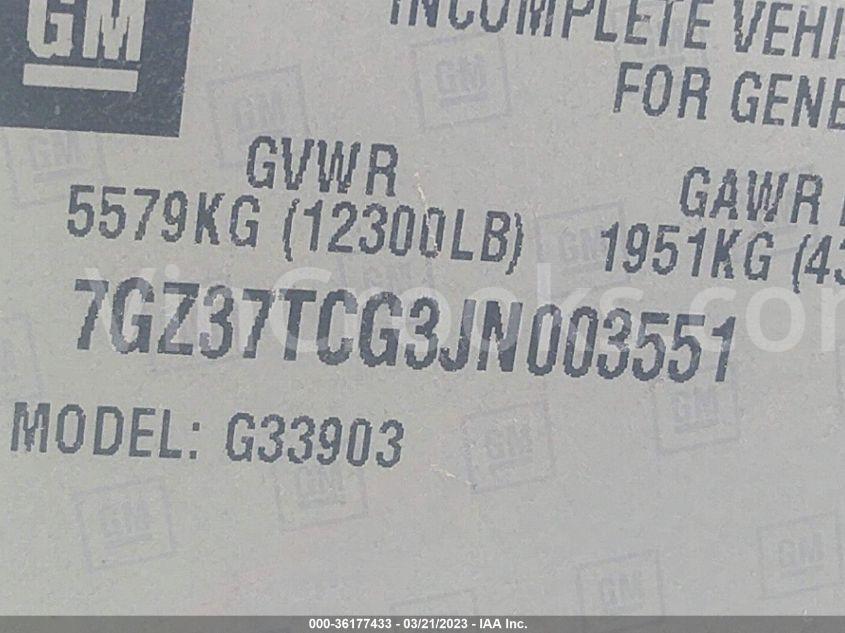 GM
INCOMPLETE VEHI
FOR GENE
GVWR
5579KG (12300LB)
GAWR
1951KG (43
7GZ37TCG3JN003551
MODEL: G33903
000-36177433 - 03/21/2023 - IAA Inc.